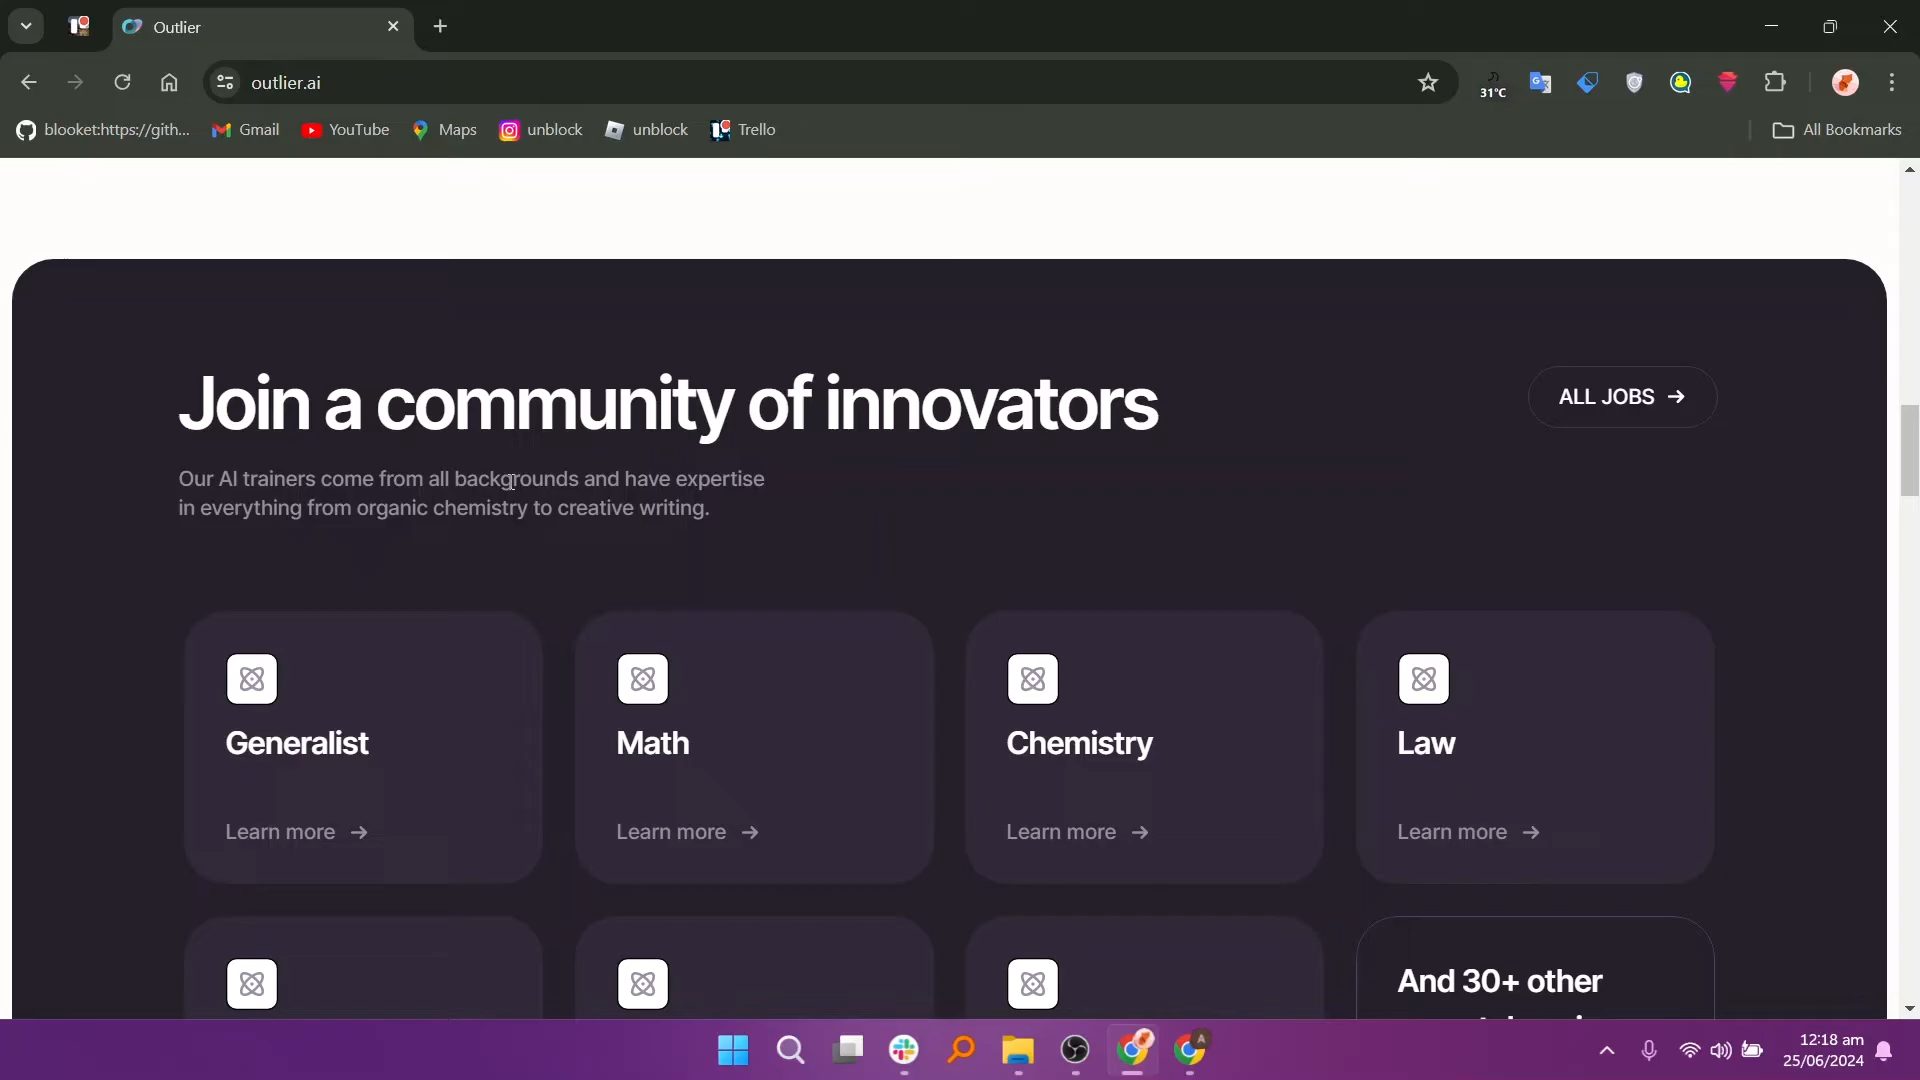 Outlier
outlier.ai
31°C
blooket:https://gith...
Gmail
YouTube
Maps
unblock
unblock
Trello
All Bookmarks
Join a community of innovators
ALL JOBS →
Our AI trainers come from all backgrounds and have expertise
in everything from organic chemistry to creative writing.
Generalist
Math
Chemistry
Law
Learn more →
Learn more →
Learn more →
Learn more →
And 30+ other
12:18 am
25/06/2024